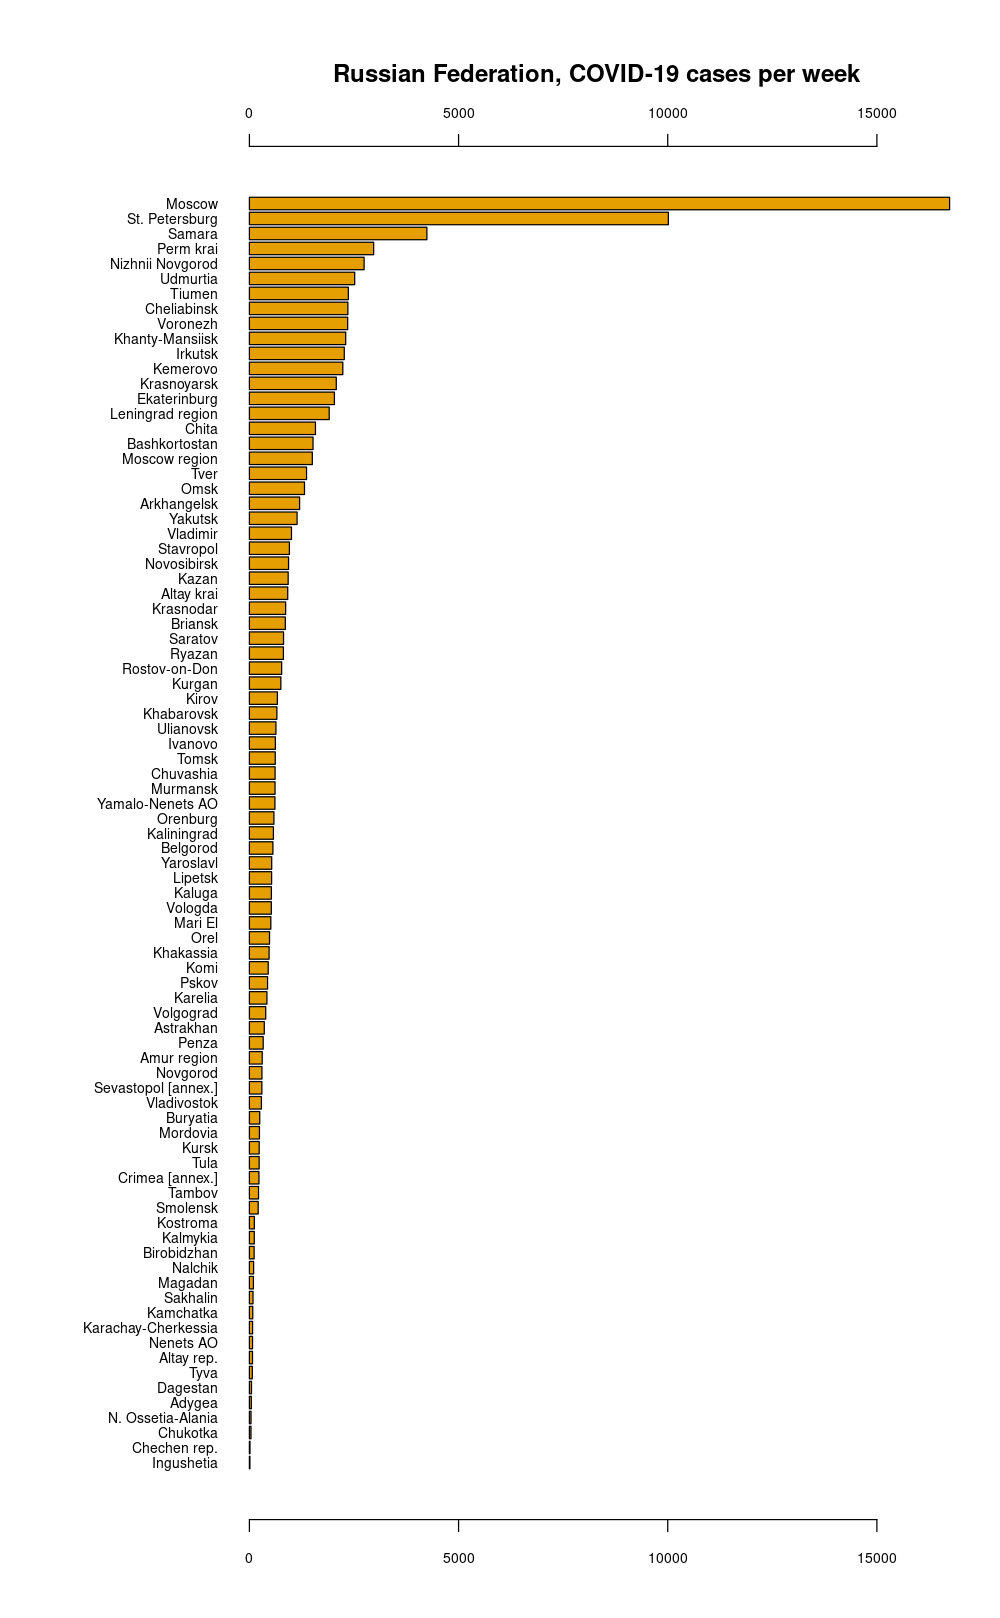 Russian Federation, COVID-19 cases per week
0 5000 10000 15000
Moscow
St. Petersburg
Samara
Perm krai
Nizhnii Novgorod
Udmurtia
Tiumen
Cheliabinsk
Voronezh
Khanty-Mansiisk
Irkutsk
Kemerovo
Krasnoyarsk
Ekaterinburg
Leningrad region
Chita
Bashkortostan
Moscow region
Tver
Omsk
Arkhangelsk
Yakutsk
Vladimir
Stavropol
Novosibirsk
Kazan
Altay krai
Krasnodar
Briansk
Saratov
Ryazan
Rostov-on-Don
Kurgan
Kirov
Khabarovsk
Ulianovsk
Ivanovo
Tomsk
Chuvashia
Murmansk
Yamalo-Nenets AO
Orenburg
Kaliningrad
Belgorod
Yaroslavl
Lipetsk
Kaluga
Vologda
Mari El
Orel
Khakassia
Komi
Pskov
Karelia
Volgograd
Astrakhan
Penza
Amur region
Novgorod
Sevastopol [annex.]
Vladivostok
Buryatia
Mordovia
Kursk
Tula
Crimea [annex.]
Tambov
Smolensk
Kostroma
Kalmykia
Birobidzhan
Nalchik
Magadan
Sakhalin
Kamchatka
Karachay-Cherkessia
Nenets AO
Altay rep.
Tyva
Dagestan
Adygea
N. Ossetia-Alania
Chukotka
Chechen rep.
Ingushetia
0 5000 10000 15000